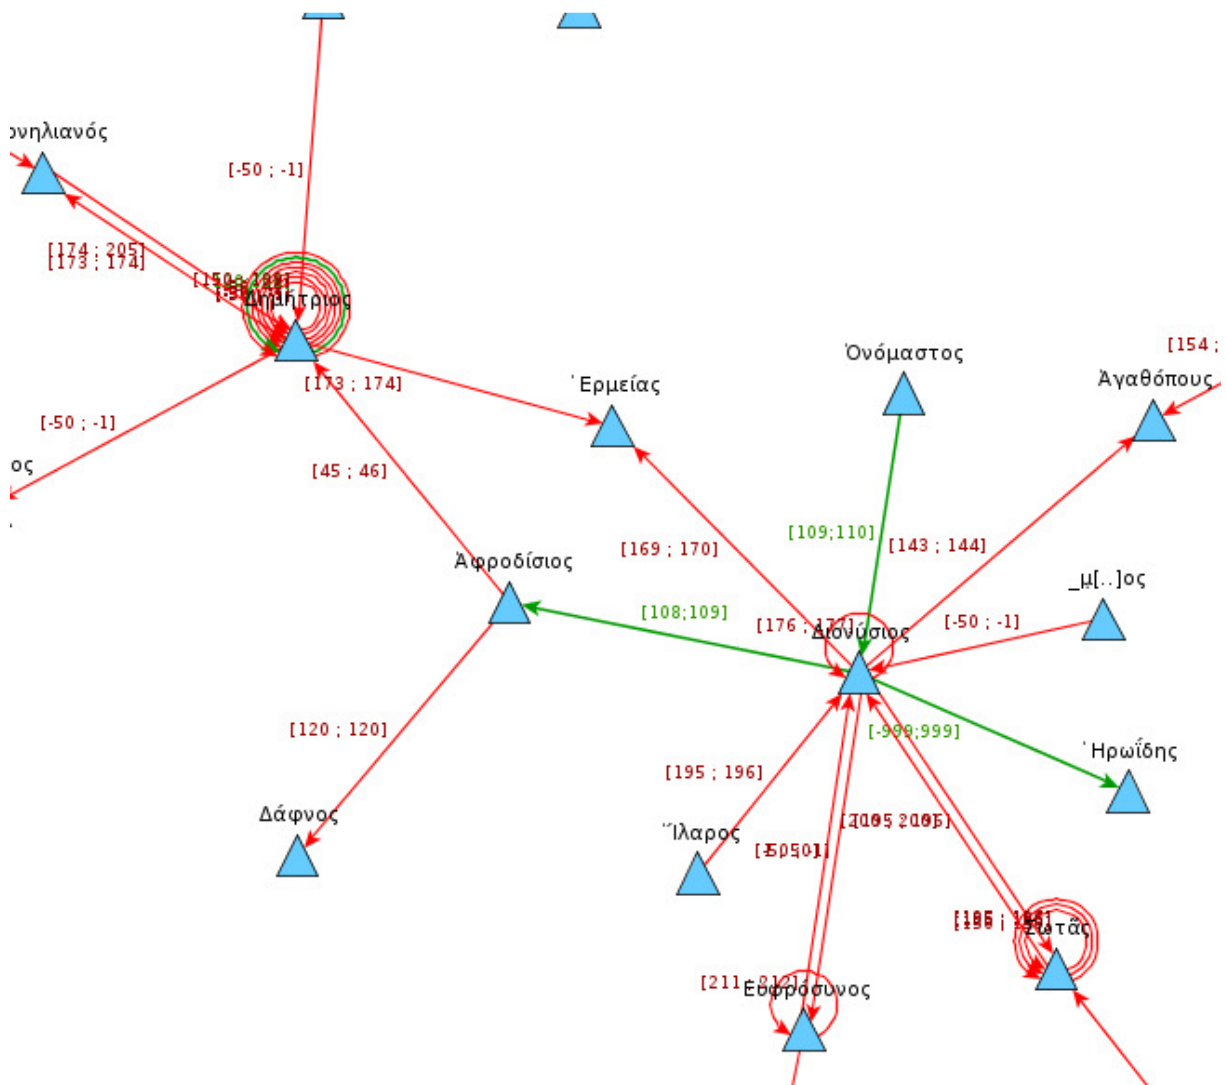 ονηλιανός
[-50 ; -1]
[174 ; 205]
[173 ; 174]
Δημήτριος
[173 ; 174]
Ὀνόμαστος
[154 ;
Ἀγαθόπους
Ἑρμείας
[-50 ; -1]
ος
[45 ; 46]
[109;110]
[143 ; 144]
[169 ; 170]
Ἀφροδίσιος
_μ[..]ος
[108;109]
[176 ; 177]
Διονύσιος
[-50 ; -1]
[120 ; 120]
[-999;999]
Ἡρωΐδης
[195 ; 196]
Δάφνος
Ἵλαρος
Σωτᾶς
[211 ; 212]
Εὐφρόσυνος